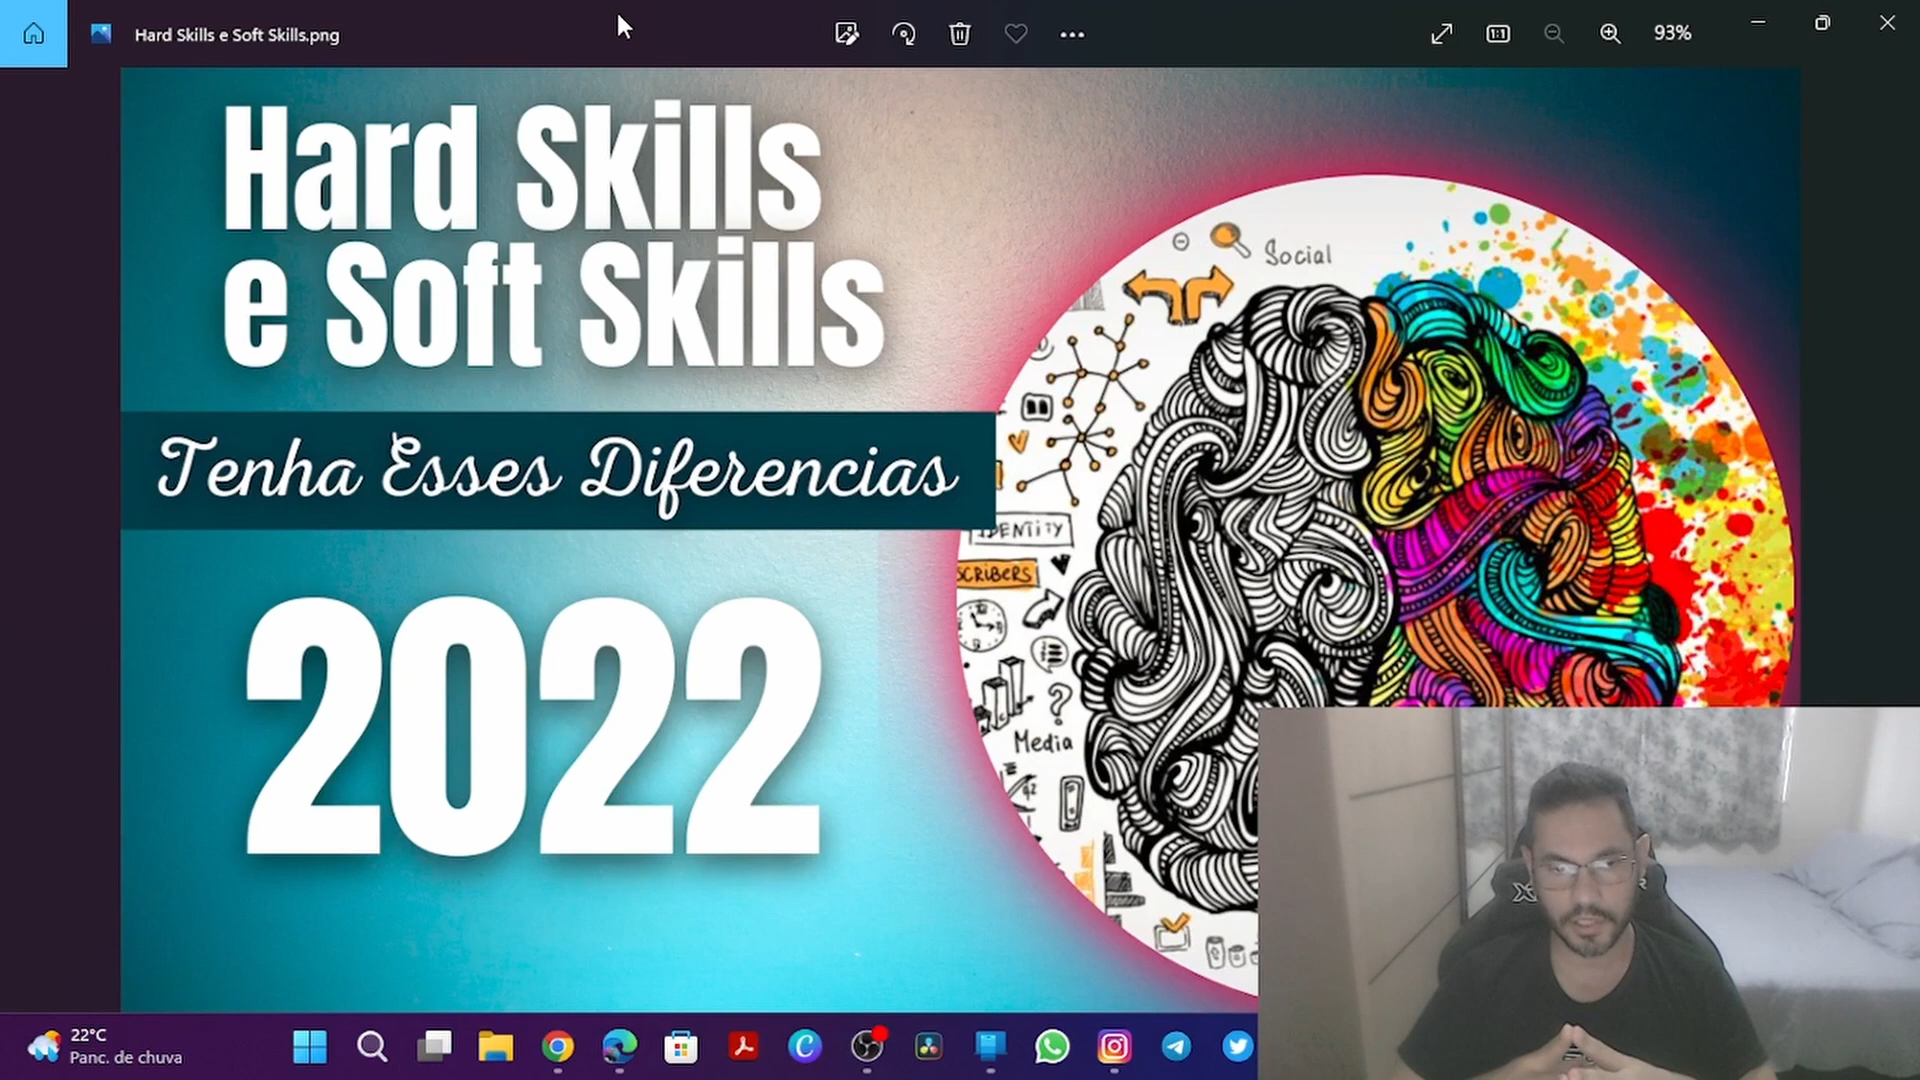 Hard Skills e Soft Skills.png
93%
Hard Skills
e Soft Skills
Tenha Esses Diferencias
2022
Social
IDENTITY
SCRIBERS
Media
22°C
Panc. de chuva